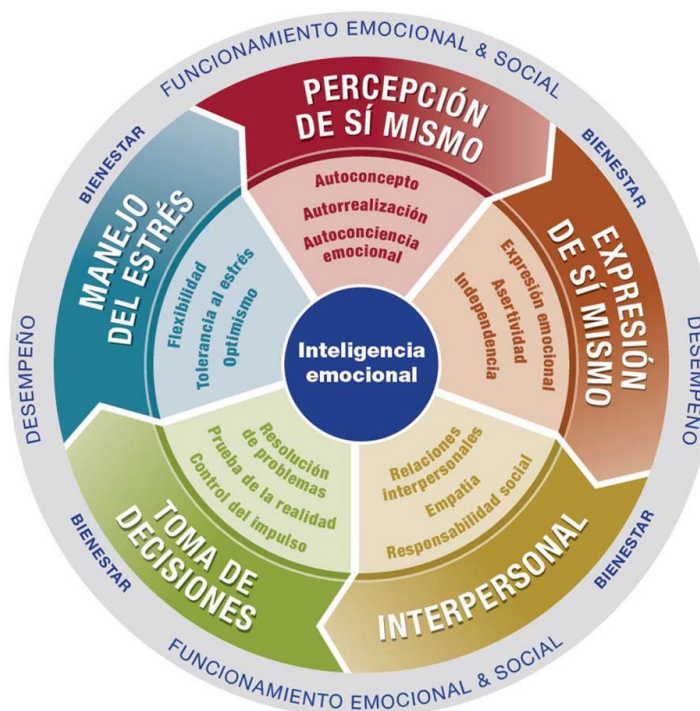 FUNCIONAMIENTO EMOCIONAL & SOCIAL
BIENESTAR
BIENESTAR
PERCEPCIÓN
DE SÍ MISMO
Autoconcepto
Autorrealización
Autoconciencia
emocional
MANEJO
DEL ESTRÉS
Flexibilidad
Tolerancia al estrés
Optimismo
EXPRESIÓN
DE SÍ MISMO
Expresión emocional
Asertividad
Independencia
DESEMPEÑO
Inteligencia
emocional
DESEMPEÑO
TOMA DE
DECISIONES
Resolución
de problemas
Prueba de la realidad
Control del impulso
Relaciones
interpersonales
Empatía
Responsabilidad social
INTERPERSONAL
BIENESTAR
BIENESTAR
FUNCIONAMIENTO EMOCIONAL & SOCIAL